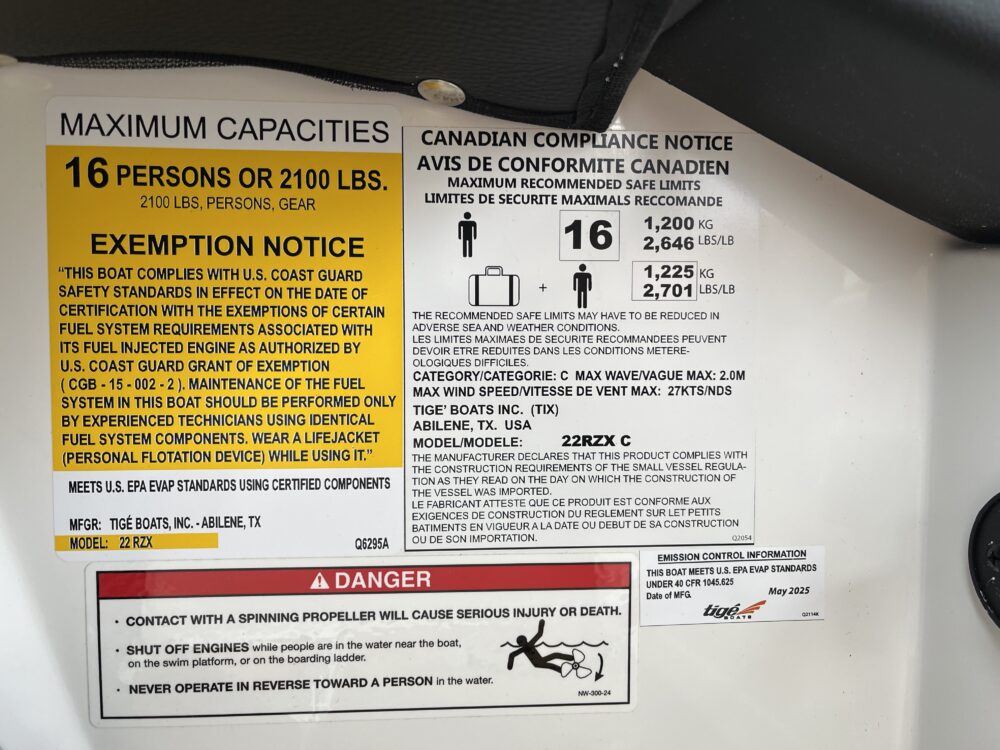 MAXIMUM CAPACITIES
16 PERSONS OR 2100 LBS.
2100 LBS, PERSONS, GEAR
EXEMPTION NOTICE
“THIS BOAT COMPLIES WITH U.S. COAST GUARD
SAFETY STANDARDS IN EFFECT ON THE DATE OF
CERTIFICATION WITH THE EXEMPTIONS OF CERTAIN
FUEL SYSTEM REQUIREMENTS ASSOCIATED WITH
ITS FUEL INJECTED ENGINE AS AUTHORIZED BY
U.S. COAST GUARD GRANT OF EXEMPTION
( CGB - 15 - 002 - 2 ). MAINTENANCE OF THE FUEL
SYSTEM IN THIS BOAT SHOULD BE PERFORMED ONLY
BY EXPERIENCED TECHNICIANS USING IDENTICAL
FUEL SYSTEM COMPONENTS. WEAR A LIFEJACKET
(PERSONAL FLOTATION DEVICE) WHILE USING IT.”
MEETS U.S. EPA EVAP STANDARDS USING CERTIFIED COMPONENTS
MFGR: TIGÉ BOATS, INC. - ABILENE, TX
MODEL: 22 RZX Q6295A
CANADIAN COMPLIANCE NOTICE
AVIS DE CONFORMITE CANADIEN
MAXIMUM RECOMMENDED SAFE LIMITS
LIMITES DE SECURITE MAXIMALS RECCOMANDE
16 1,200 KG
2,646 LBS/LB
+ 1,225 KG
2,701 LBS/LB
THE RECOMMENDED SAFE LIMITS MAY HAVE TO BE REDUCED IN
ADVERSE SEA AND WEATHER CONDITIONS.
LES LIMITES MAXIMAES DE SECURITE RECOMMANDEES PEUVENT
DEVOIR ETRE REDUITES DANS LES CONDITIONS METERE-
OLOGIQUES DIFFICILES.
CATEGORY/CATEGORIE: C MAX WAVE/VAGUE MAX: 2.0M
MAX WIND SPEED/VITESSE DE VENT MAX: 27KTS/NDS
TIGE' BOATS INC. (TIX)
ABILENE, TX. USA
MODEL/MODELE: 22RZX C
THE MANUFACTURER DECLARES THAT THIS PRODUCT COMPLIES WITH
THE CONSTRUCTION REQUIREMENTS OF THE SMALL VESSEL REGULA-
TION AS THEY READ ON THE DAY ON WHICH THE CONSTRUCTION OF
THE VESSEL WAS IMPORTED.
LE FABRICANT ATTESTE QUE CE PRODUIT EST CONFORME AUX
EXIGENCES DE CONSTRUCTION DU REGLEMENT SUR LET PETITS
BATIMENTS EN VIGUEUR A LA DATE OU DEBUT DE SA CONSTRUCTION
OU DE SON IMPORTATION. Q2054
DANGER
• CONTACT WITH A SPINNING PROPELLER WILL CAUSE SERIOUS INJURY OR DEATH.
• SHUT OFF ENGINES while people are in the water near the boat,
on the swim platform, or on the boarding ladder.
• NEVER OPERATE IN REVERSE TOWARD A PERSON in the water.
NW-300-24
EMISSION CONTROL INFORMATION
THIS BOAT MEETS U.S. EPA EVAP STANDARDS
UNDER 40 CFR 1045.625
Date of MFG. May 2025
tigé
BOATS
Q2114K